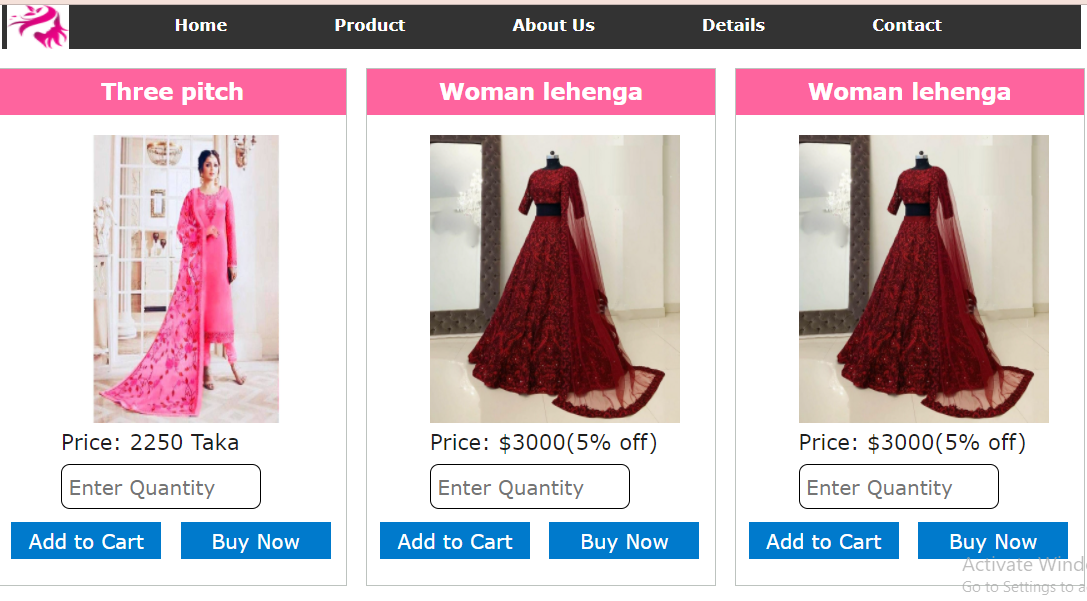 Home Product About Us Details Contact
Three pitch
Price: 2250 Taka
Enter Quantity
Add to Cart Buy Now
Woman lehenga
Price: $3000(5% off)
Enter Quantity
Add to Cart Buy Now
Woman lehenga
Price: $3000(5% off)
Enter Quantity
Add to Cart Buy Now
Activate Wind
Go to Settings to a